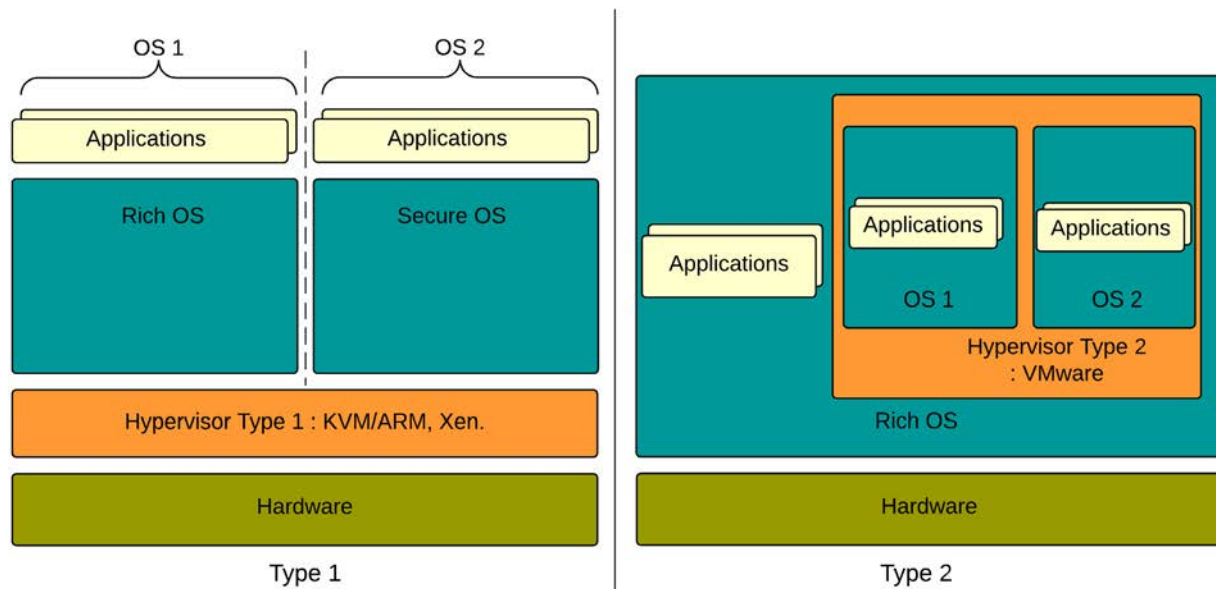 OS 1
OS 2
Applications
Applications
Rich OS
Secure OS
Hypervisor Type 1 : KVM/ARM, Xen.
Hardware
Type 1
Applications
Applications
Applications
OS 1
OS 2
Hypervisor Type 2
: VMware
Rich OS
Hardware
Type 2